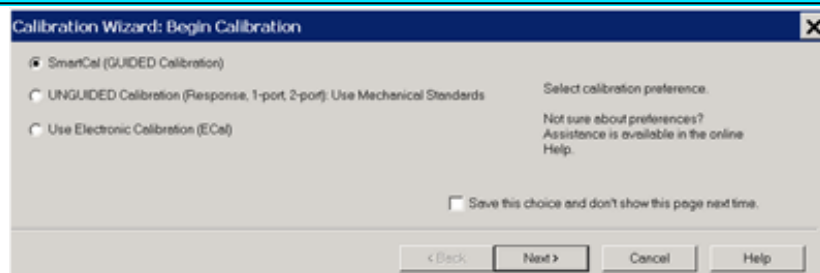 Calibration Wizard: Begin Calibration
SmartCal (GUIDED Calibration)
UNGUIDED Calibration (Response, 1-port, 2-port): Use Mechanical Standards
Use Electronic Calibration (ECal)
Select calibration preference.
Not sure about preferences?
Assistance is available in the online
Help.
Save this choice and don't show this page next time.
< Back
Next >
Cancel
Help